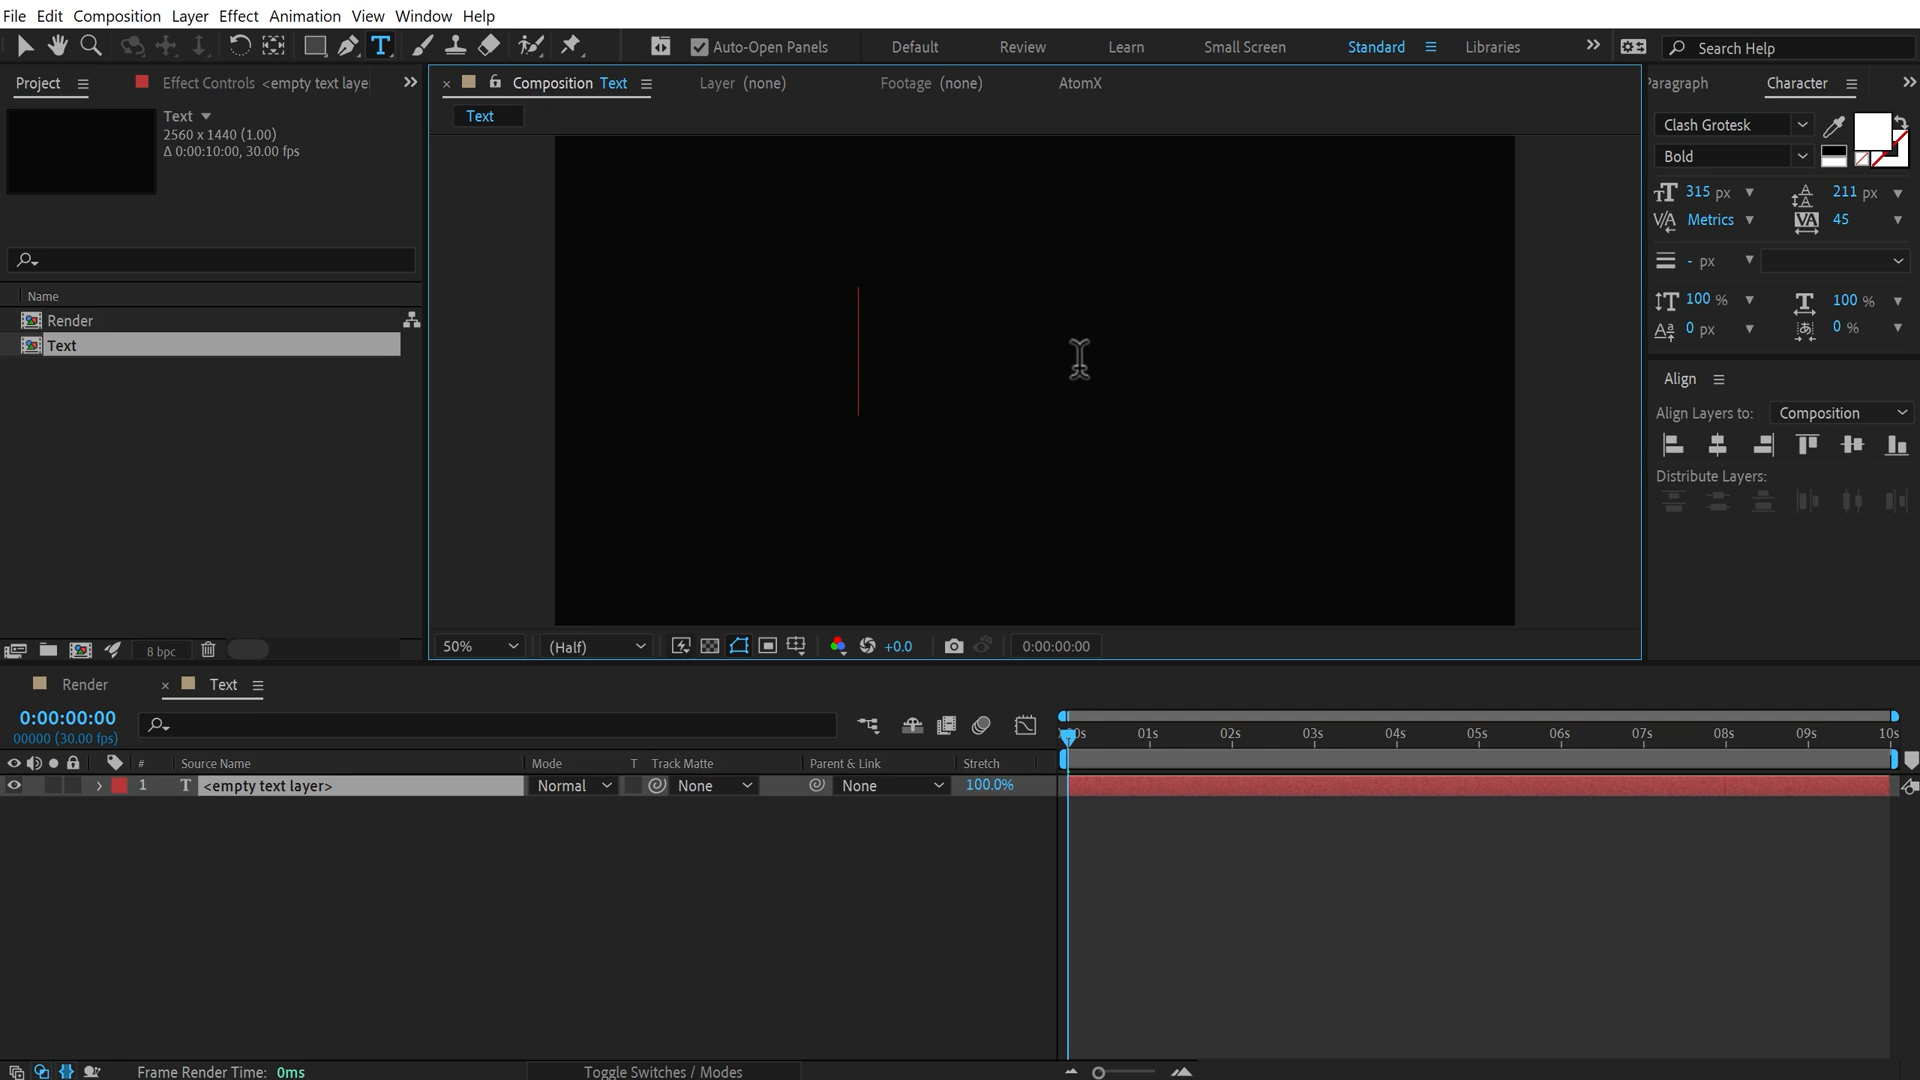 File Edit Composition Layer Effect Animation View Window Help
Auto-Open Panels Default Review Learn Small Screen Standard Libraries Search Help
Project Effect Controls <empty text laye
Composition Text Layer (none) Footage (none) AtomX
aragraph Character
Text
2560 x 1440 (1.00)
Δ 0:00:10:00, 30.00 fps
Text
Clash Grotesk
Bold
315 px 211 px
Metrics 45
- px
100 % 100 %
0 px 0 %
Name
Render
Text
Align
Align Layers to: Composition
Distribute Layers:
8 bpc
50% (Half) +0.0 0:00:00:00
Render Text
0:00:00:00
00000 (30.00 fps)
0s 01s 02s 03s 04s 05s 06s 07s 08s 09s 10s
# Source Name Mode T Track Matte Parent & Link Stretch
1 T <empty text layer> Normal None None 100.0%
Frame Render Time: 0ms Toggle Switches / Modes